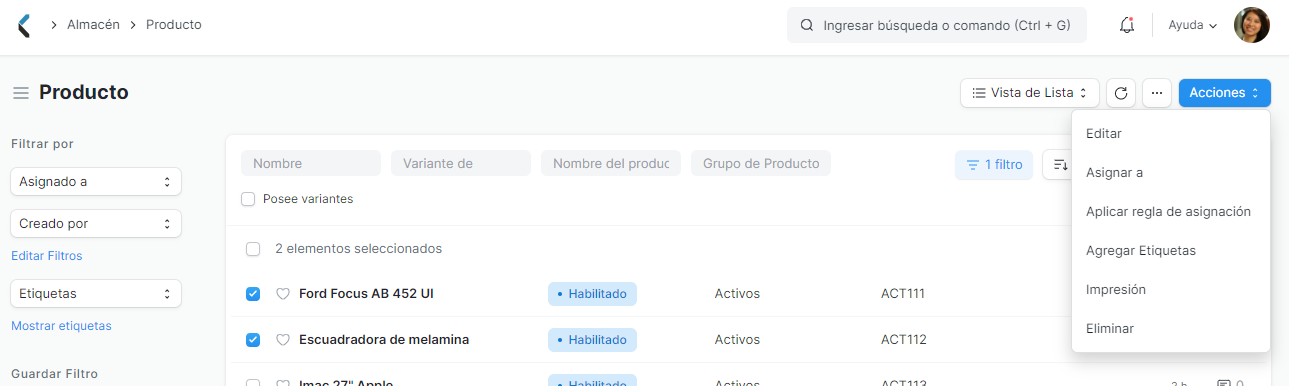 Almacén
Producto
Ingresar búsqueda o comando (Ctrl + G)
Ayuda
Producto
Vista de Lista
Acciones
Filtrar por
Asignado a
Creado por
Editar Filtros
Etiquetas
Mostrar etiquetas
Guardar Filtro
Nombre
Variante de
Nombre del produc
Grupo de Producto
1 filtro
Posee variantes
2 elementos seleccionados
Ford Focus AB 452 UI Habilitado Activos ACT111
Escuadradora de melamina Habilitado Activos ACT112
Imac 27" Apple Habilitado Activos ACT113 2 h 0
Editar
Asignar a
Aplicar regla de asignación
Agregar Etiquetas
Impresión
Eliminar